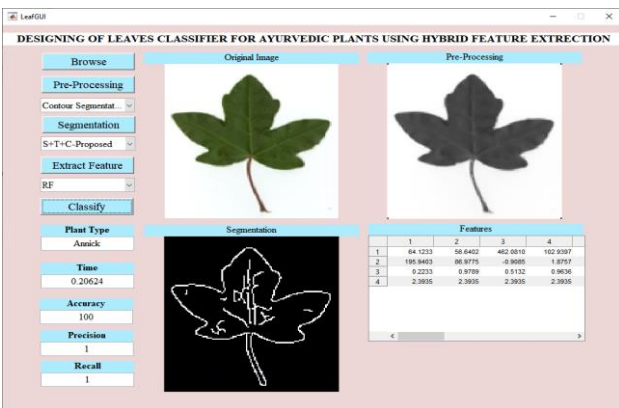 LeafGUI
DESIGNING OF LEAVES CLASSIFIER FOR AYURVEDIC PLANTS USING HYBRID FEATURE EXTRECTION
Browse
Pre-Processing
Contour Segmentat...
Segmentation
S+T+C-Proposed
Extract Feature
RF
Classify
Plant Type
Annick
Time
0.20624
Accuracy
100
Precision
1
Recall
1
Original Image
Pre-Processing
Segmentation
Features
1 2 3 4
1 64.1233 58.6402 462.0810 102.9397
2 195.9403 86.9775 -0.9085 1.8757
3 0.2233 0.9789 0.5132 0.9636
4 2.3935 2.3935 2.3935 2.3935